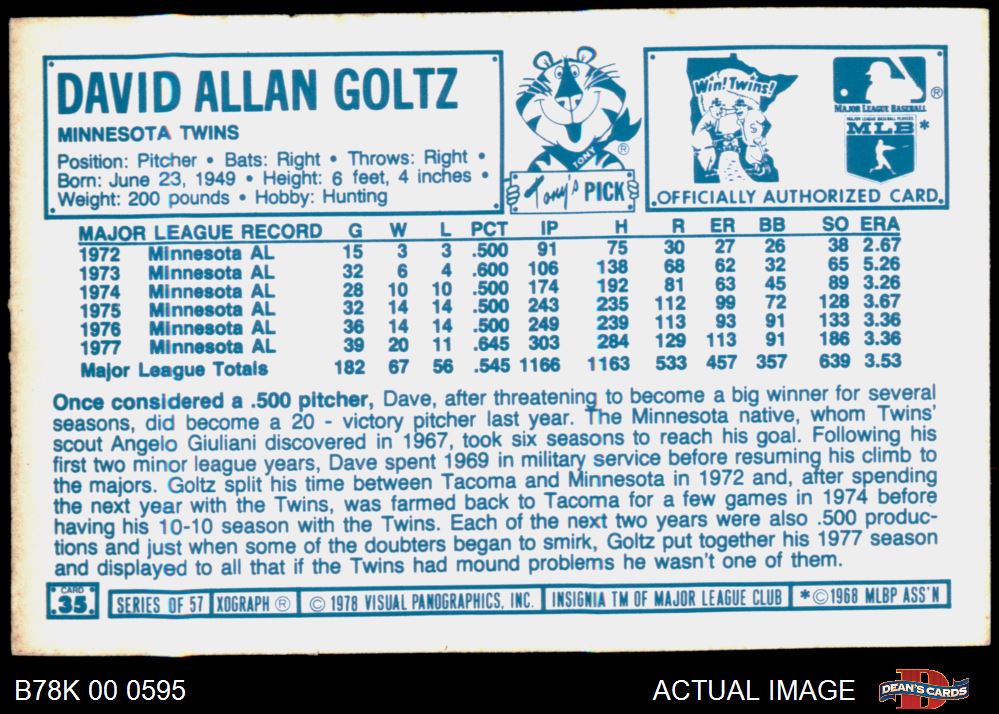 DAVID ALLAN GOLTZ
MINNESOTA TWINS
Position: Pitcher • Bats: Right • Throws: Right •
Born: June 23, 1949 • Height: 6 feet, 4 inches •
Weight: 200 pounds • Hobby: Hunting
TONY
®
Tony's PICK
Win! Twins!
®
MAJOR LEAGUE BASEBALL
MAJOR LEAGUE BASEBALL PLAYERS
MLB *
OFFICIALLY AUTHORIZED CARD
MAJOR LEAGUE RECORD G W L PCT IP H R ER BB SO ERA
1972 Minnesota AL 15 3 3 .500 91 75 30 27 26 38 2.67
1973 Minnesota AL 32 6 4 .600 106 138 68 62 32 65 5.26
1974 Minnesota AL 28 10 10 .500 174 192 81 63 45 89 3.26
1975 Minnesota AL 32 14 14 .500 243 235 112 99 72 128 3.67
1976 Minnesota AL 36 14 14 .500 249 239 113 93 91 133 3.36
1977 Minnesota AL 39 20 11 .645 303 284 129 113 91 186 3.36
Major League Totals 182 67 56 .545 1166 1163 533 457 357 639 3.53
Once considered a .500 pitcher, Dave, after threatening to become a big winner for several
seasons, did become a 20 - victory pitcher last year. The Minnesota native, whom Twins'
scout Angelo Giuliani discovered in 1967, took six seasons to reach his goal. Following his
first two minor league years, Dave spent 1969 in military service before resuming his climb to
the majors. Goltz split his time between Tacoma and Minnesota in 1972 and, after spending
the next year with the Twins, was farmed back to Tacoma for a few games in 1974 before
having his 10-10 season with the Twins. Each of the next two years were also .500 produc-
tions and just when some of the doubters began to smirk, Goltz put together his 1977 season
and displayed to all that if the Twins had mound problems he wasn't one of them.
CARD
35
SERIES OF 57 XOGRAPH ® © 1978 VISUAL PANOGRAPHICS, INC. INSIGNIA TM OF MAJOR LEAGUE CLUB *©1968 MLBP ASS'N
B78K 00 0595
ACTUAL IMAGE
D
DEAN'S CARDS